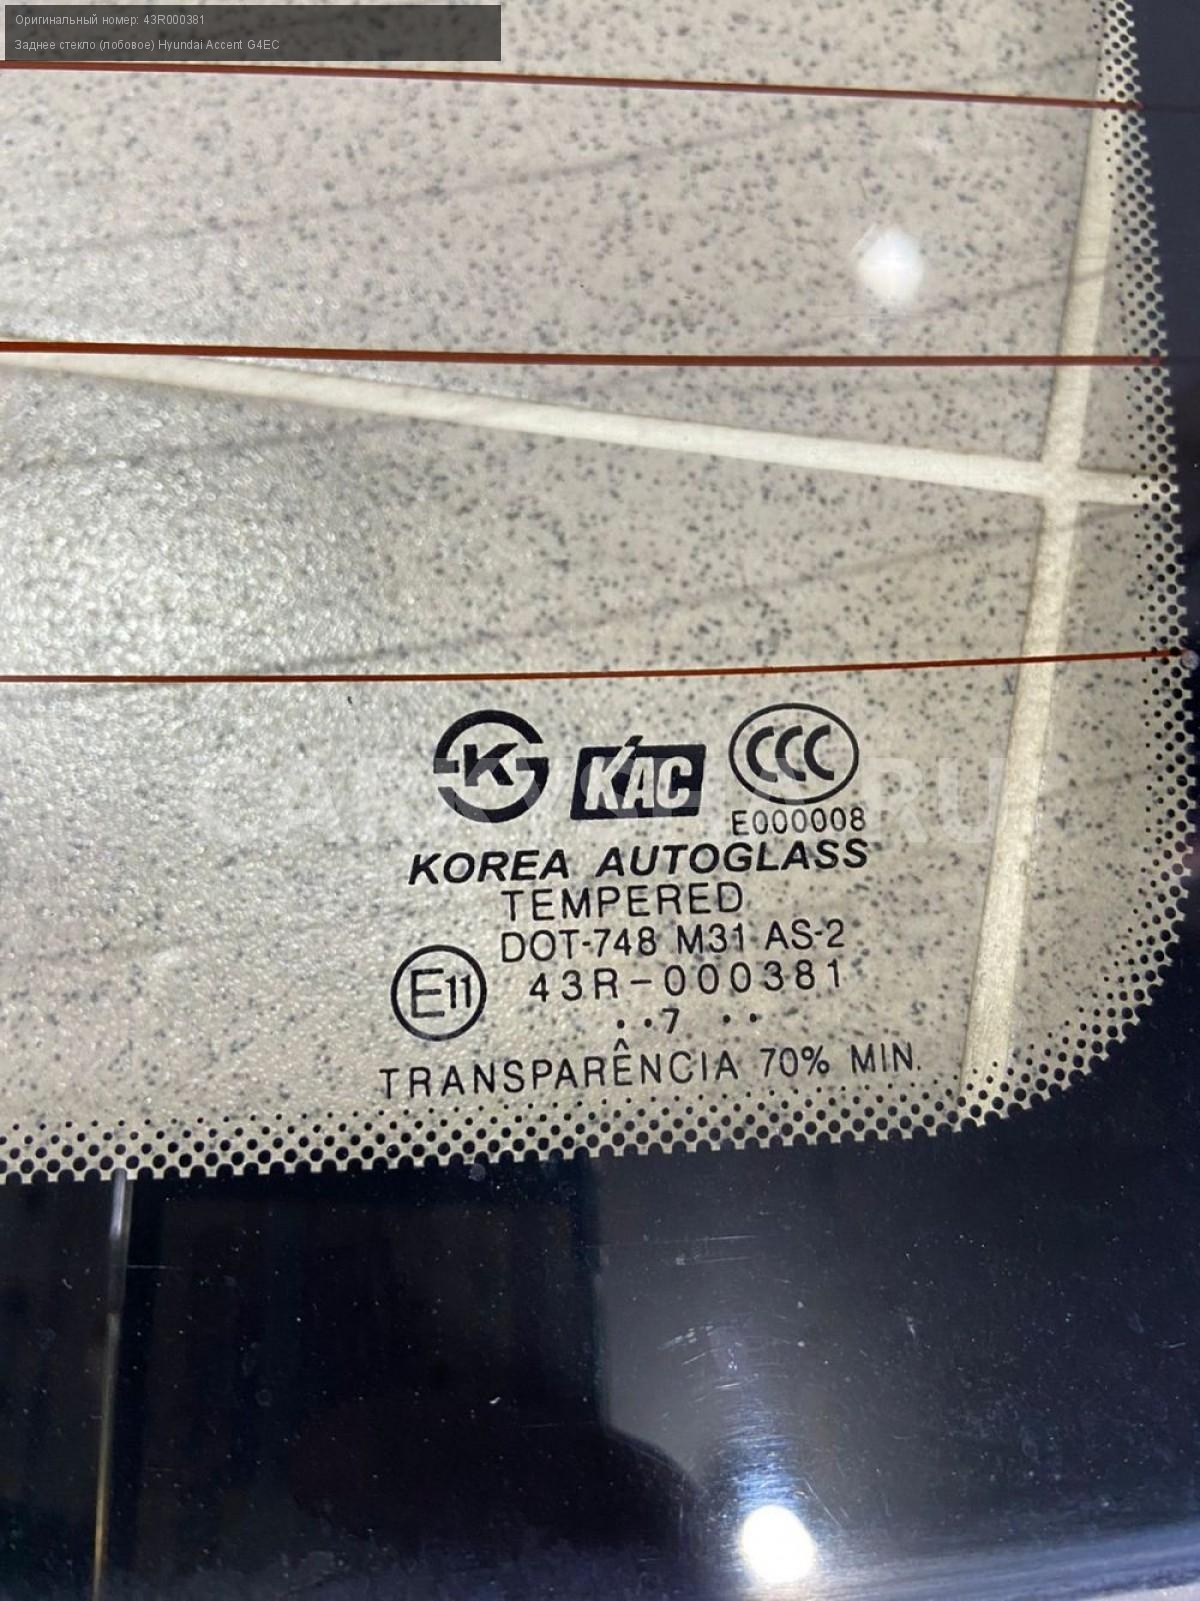 Оригинальный номер: 43R000381
Заднее стекло (лобовое) Hyundai Accent G4EC
K
KAC
CCC
E000008
KOREA AUTOGLASS
TEMPERED
DOT-748 M31 AS-2
E11
43R-000381
. . 7 . .
TRANSPARÊNCIA 70% MIN.